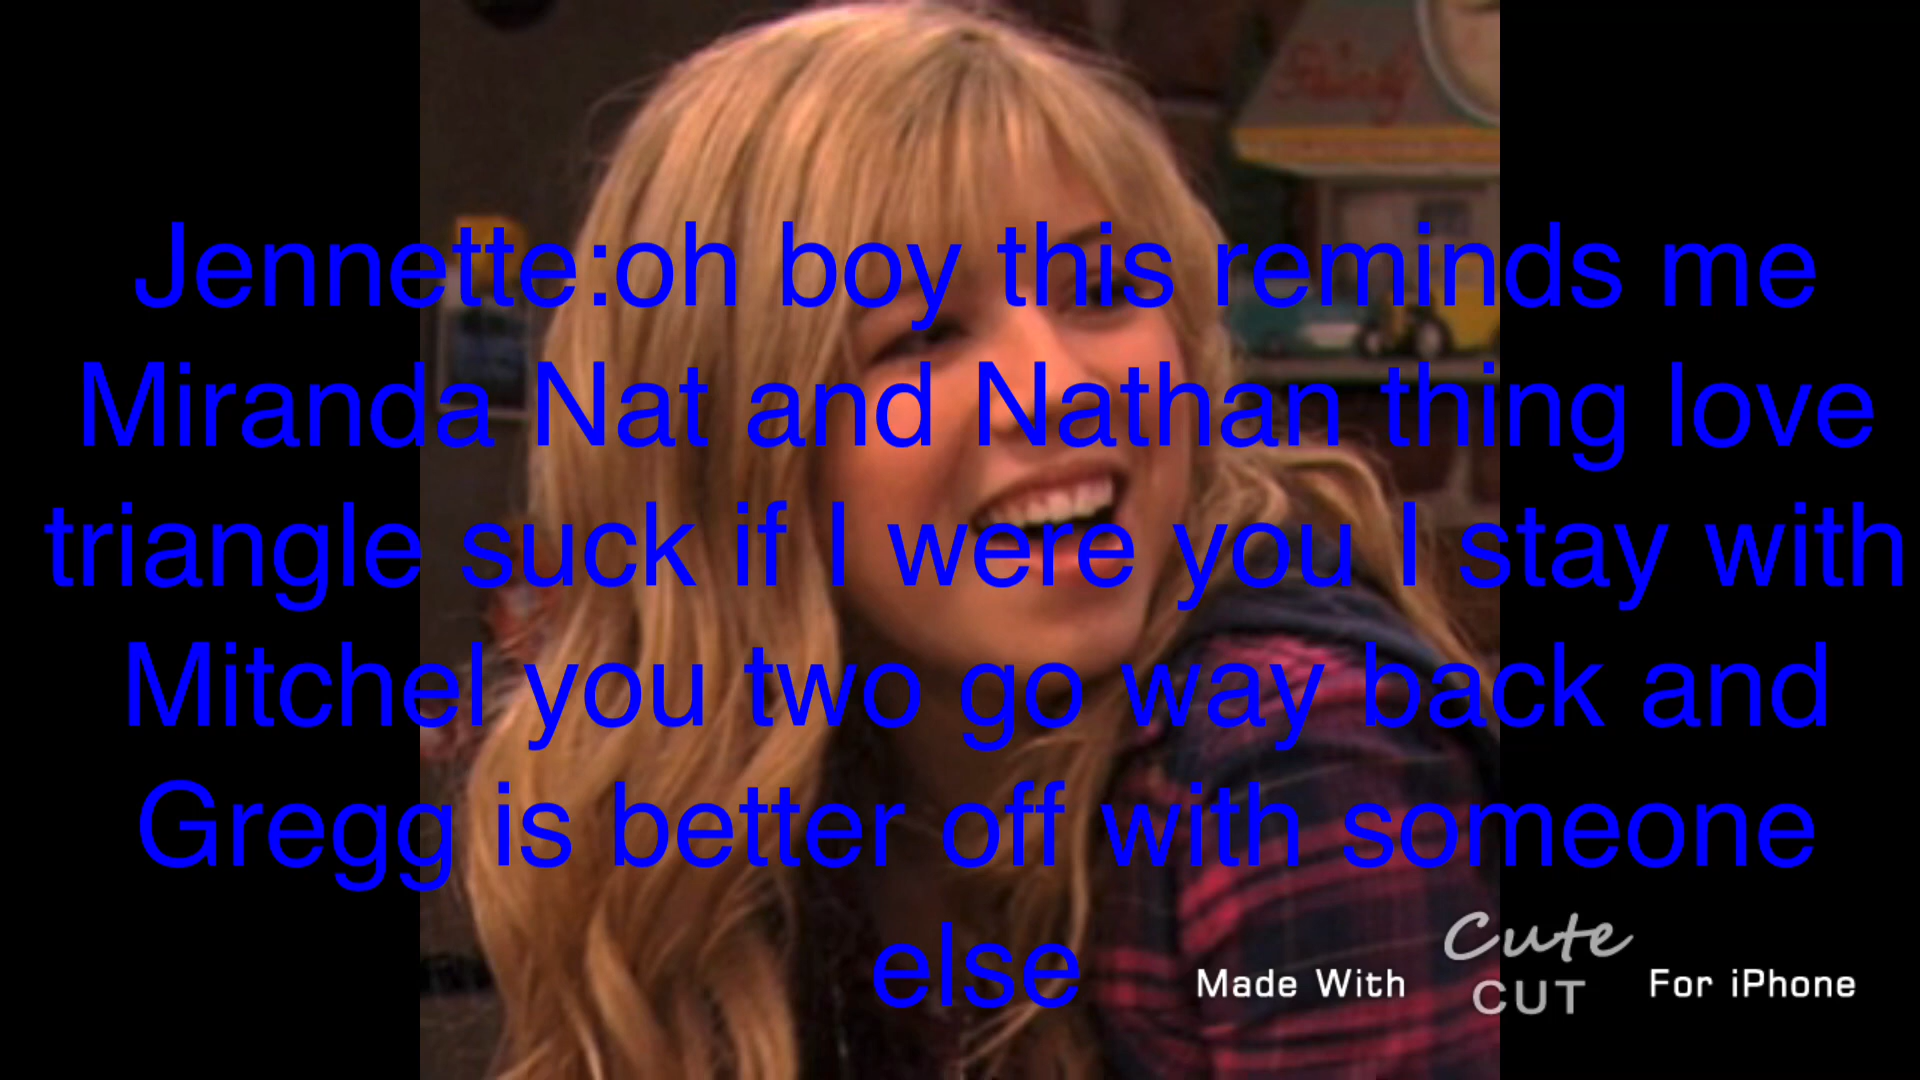 Jennette:oh boy this reminds me
Miranda Nat and Nathan thing love
triangle suck if I were you I stay with
Mitchel you two go way back and
Gregg is better off with someone
else
Made With Cute CUT For iPhone